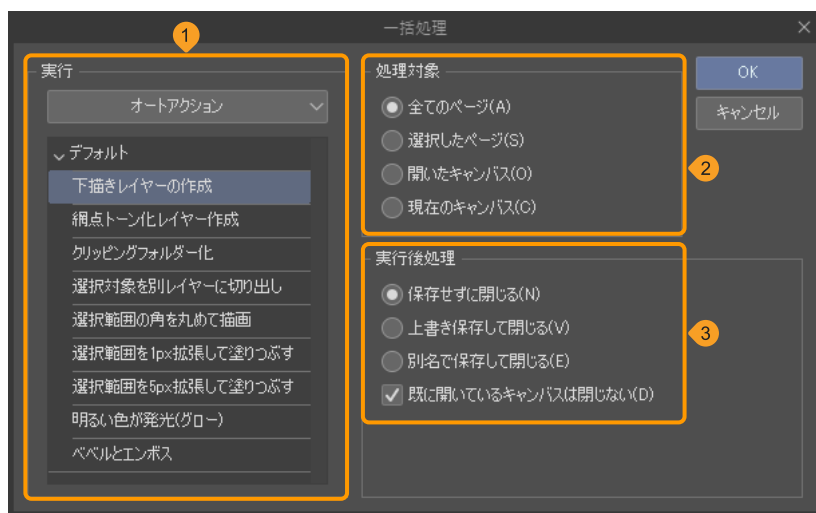 一括処理
1
実行
オートアクション
デフォルト
下描きレイヤーの作成
網点トーン化レイヤー作成
クリッピングフォルダー化
選択対象を別レイヤーに切り出し
選択範囲の角を丸めて描画
選択範囲を1px拡張して塗りつぶす
選択範囲を5px拡張して塗りつぶす
明るい色が発光(グロー)
ベベルとエンボス
処理対象
全てのページ(A)
選択したページ(S)
開いたキャンバス(O)
現在のキャンバス(C)
2
実行後処理
保存せずに閉じる(N)
上書き保存して閉じる(V)
別名で保存して閉じる(E)
既に開いているキャンバスは閉じない(D)
3
OK
キャンセル